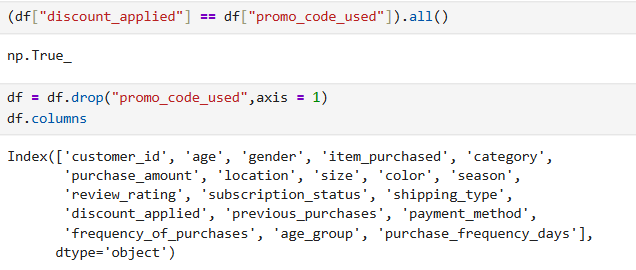 (df["discount_applied"] == df["promo_code_used"]).all()
np.True_
df = df.drop("promo_code_used",axis = 1)
df.columns
Index(['customer_id', 'age', 'gender', 'item_purchased', 'category',
       'purchase_amount', 'location', 'size', 'color', 'season',
       'review_rating', 'subscription_status', 'shipping_type',
       'discount_applied', 'previous_purchases', 'payment_method',
       'frequency_of_purchases', 'age_group', 'purchase_frequency_days'],
      dtype='object')